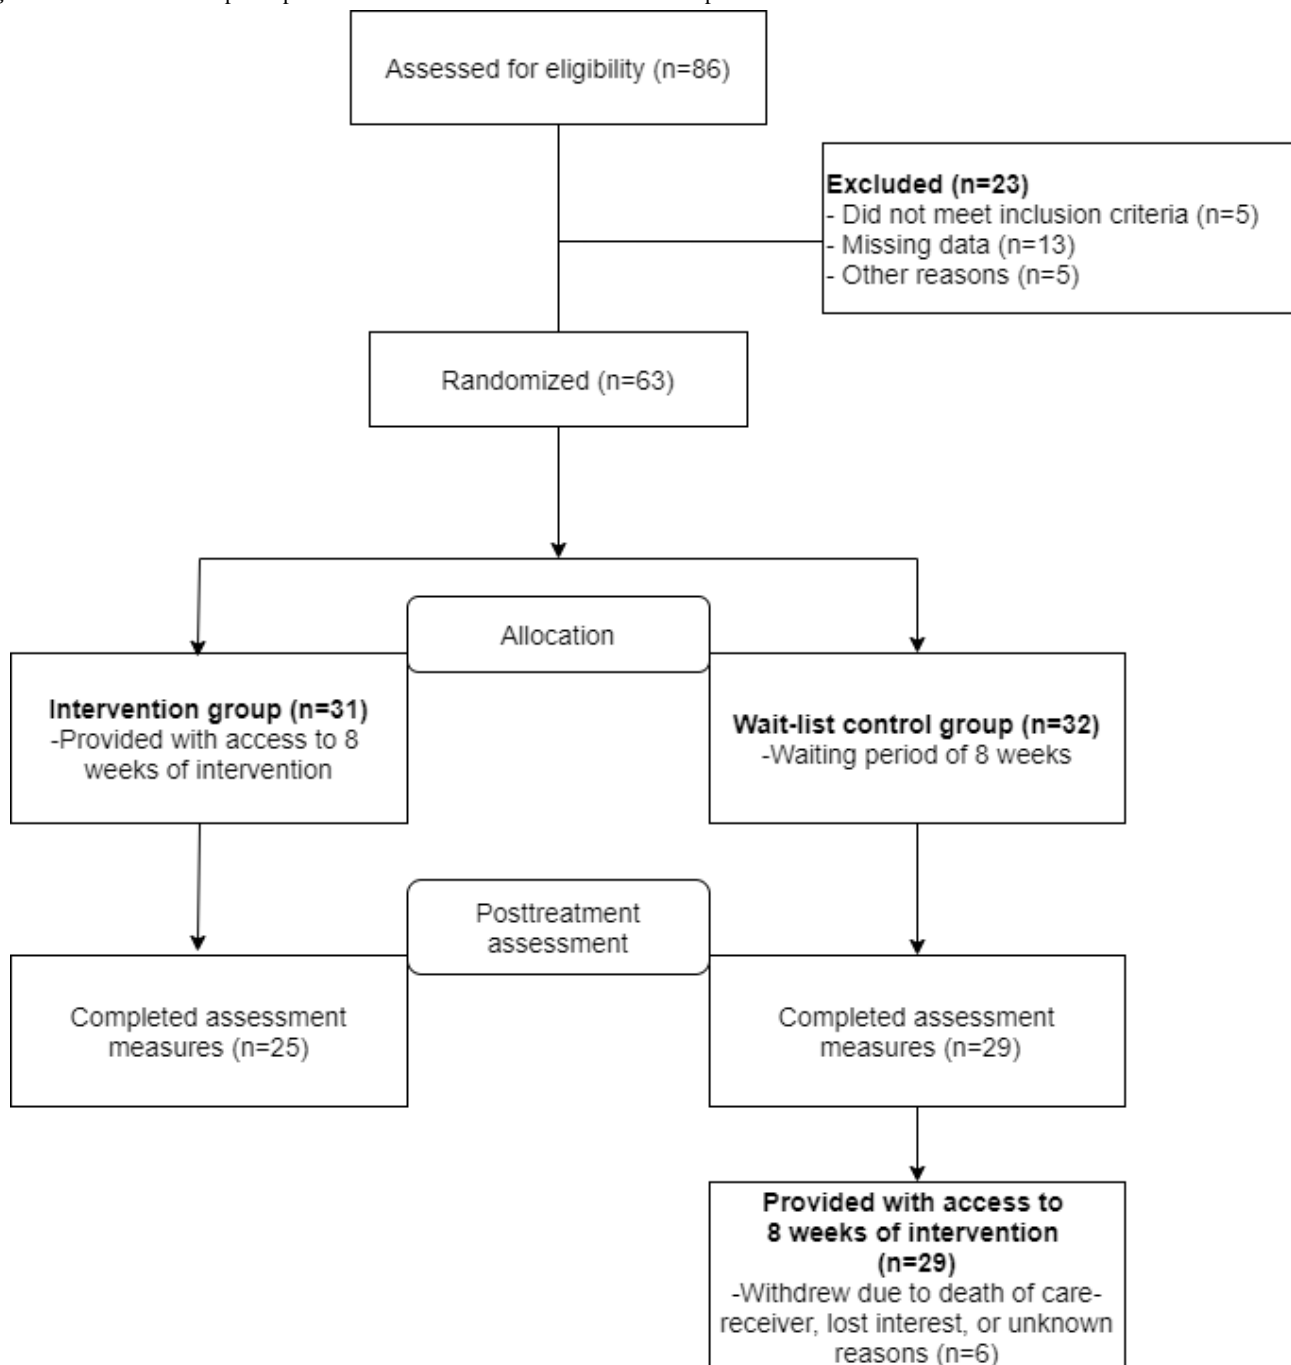 Assessed for eligibility (n=86)
Excluded (n=23)
- Did not meet inclusion criteria (n=5)
- Missing data (n=13)
- Other reasons (n=5)
Randomized (n=63)
Allocation
Intervention group (n=31)
-Provided with access to 8
weeks of intervention
Wait-list control group (n=32)
-Waiting period of 8 weeks
Posttreatment
assessment
Completed assessment
measures (n=25)
Completed assessment
measures (n=29)
Provided with access to
8 weeks of intervention
(n=29)
-Withdrew due to death of care-
receiver, lost interest, or unknown
reasons (n=6)